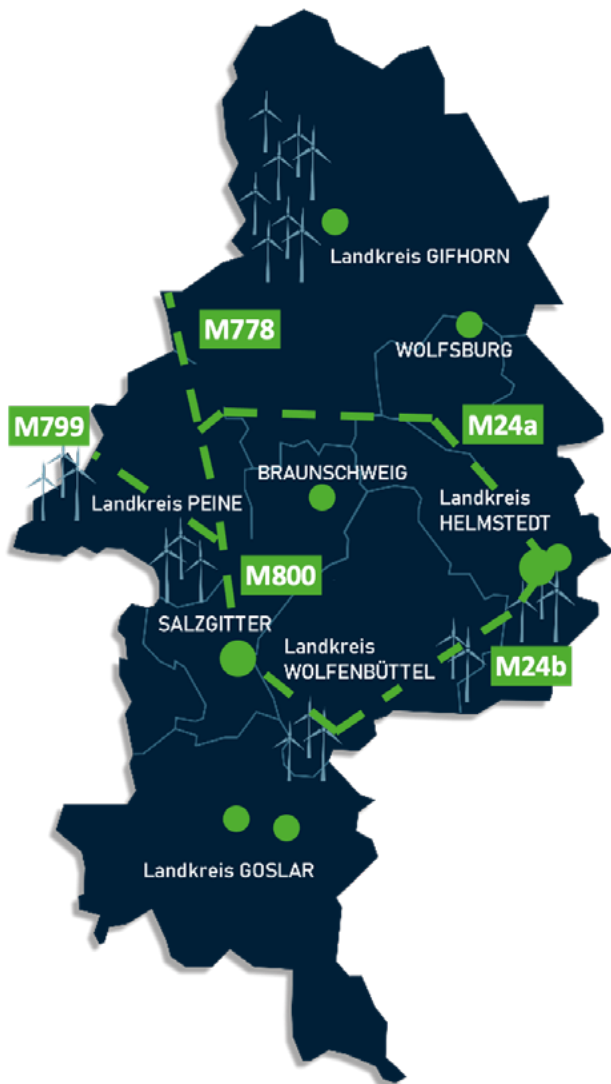 Landkreis GIFHORN
M778
WOLFSBURG
M799
M24a
BRAUNSCHWEIG
Landkreis PEINE
Landkreis
HELMSTEDT
M800
SALZGITTER
Landkreis
WOLFENBÜTTEL
M24b
Landkreis GOSLAR